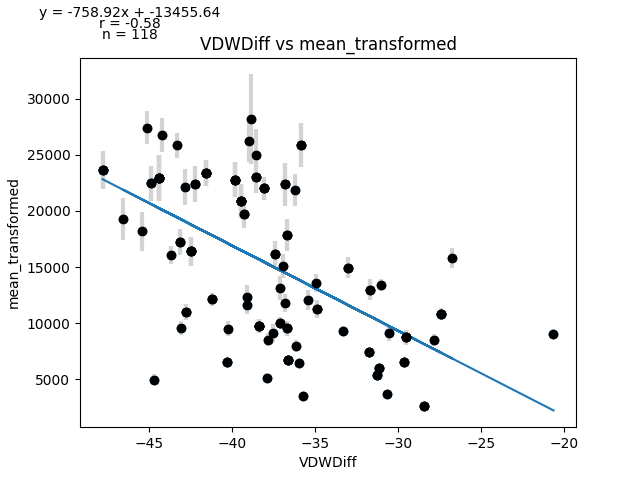 y = -758.92x + -13455.64
r = -0.58
n = 118
VDWDiff vs mean_transformed
mean_transformed
30000
25000
20000
15000
10000
5000
−45
−40
−35
−30
−25
−20
VDWDiff